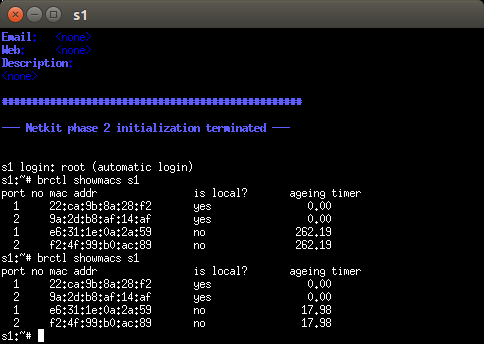 s1
Email: <none>
Web: <none>
Description:
<none>
##################################################
--- Netkit phase 2 initialization terminated ---
s1 login: root (automatic login)
s1:~# brctl showmacs s1
port no mac addr is local? ageing timer
1 22:ca:9b:8a:28:f2 yes 0.00
2 9a:2d:b8:af:14:af yes 0.00
1 e6:31:1e:0a:2a:59 no 262.19
2 f2:4f:99:b0:ac:89 no 262.19
s1:~# brctl showmacs s1
port no mac addr is local? ageing timer
1 22:ca:9b:8a:28:f2 yes 0.00
2 9a:2d:b8:af:14:af yes 0.00
1 e6:31:1e:0a:2a:59 no 17.98
2 f2:4f:99:b0:ac:89 no 17.98
s1:~#